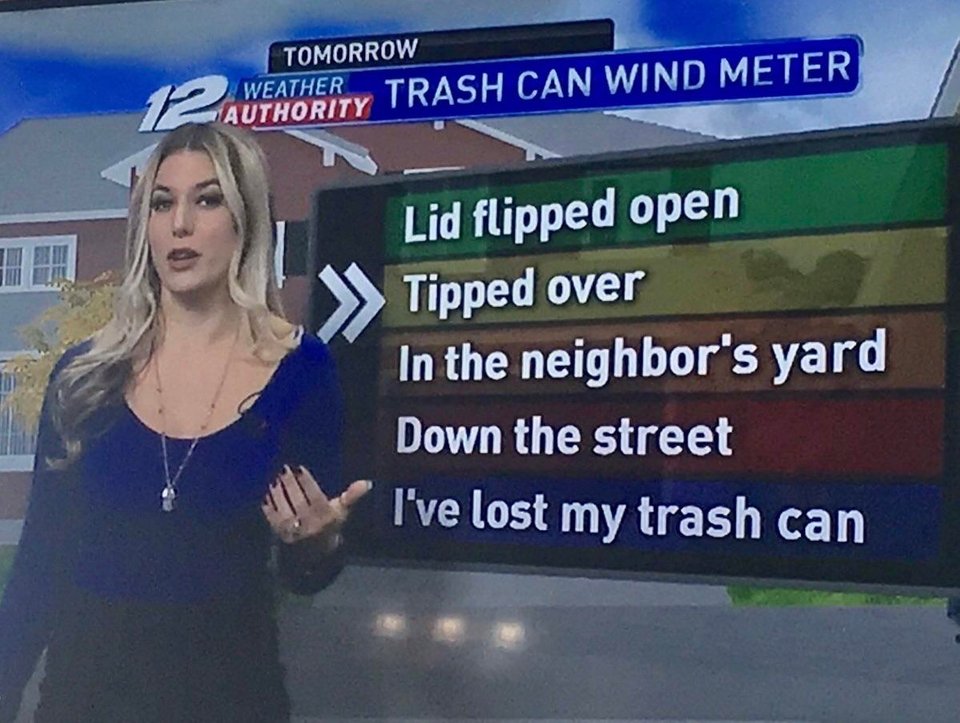 TOMORROW
12 WEATHER AUTHORITY
TRASH CAN WIND METER
Lid flipped open
Tipped over
In the neighbor's yard
Down the street
I've lost my trash can